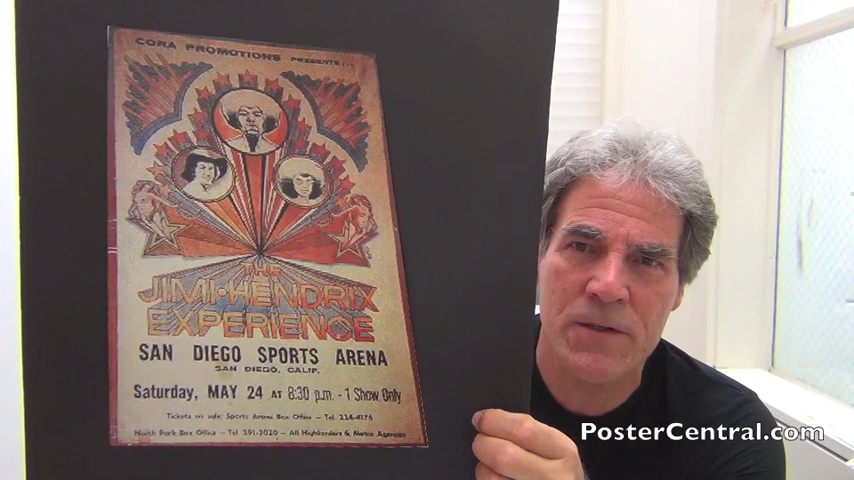 CORA PROMOTIONS PRESENTS...
THE
JIMI·HENDRIX
EXPERIENCE
SAN DIEGO SPORTS ARENA
SAN DIEGO, CALIF.
Saturday, MAY 24 AT 8:30 p.m. - 1 Show Only
Tickets on sale: Sports Arena Box Office — Tel. 224-4176
North Park Box Office — Tel 291-3020 — All Highlanders & Metro Agencies
PosterCentral.com